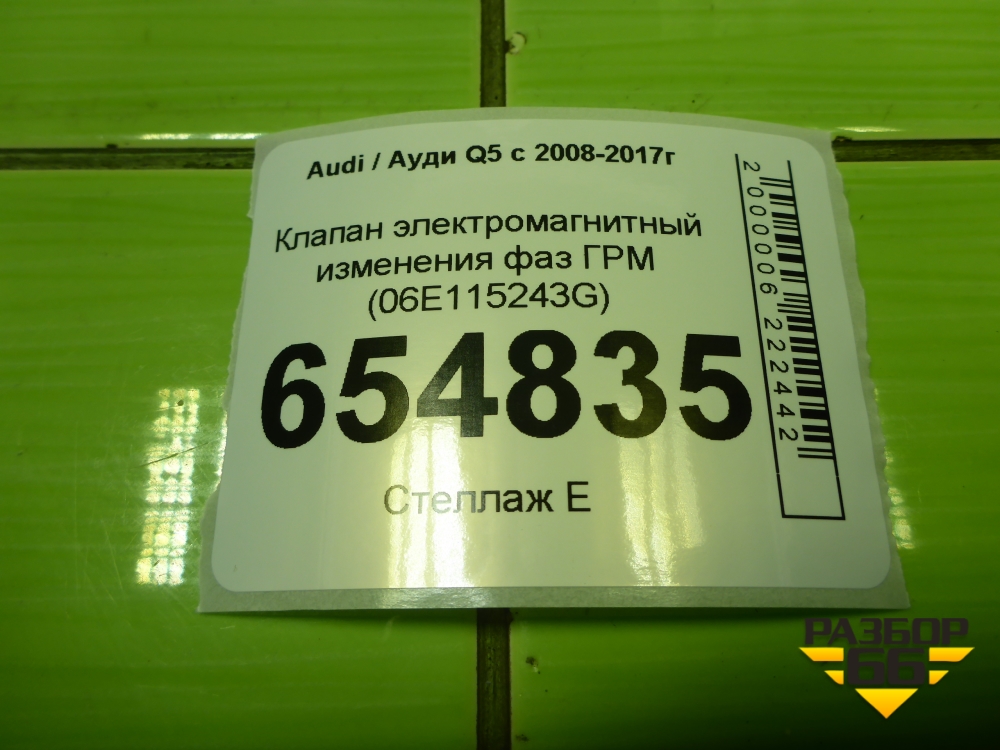 Audi / Ауди Q5 с 2008-2017г
Клапан электромагнитный
изменения фаз ГРМ
(06E115243G)
654835
Стеллаж Е
2000006222442
РАЗБОР
66